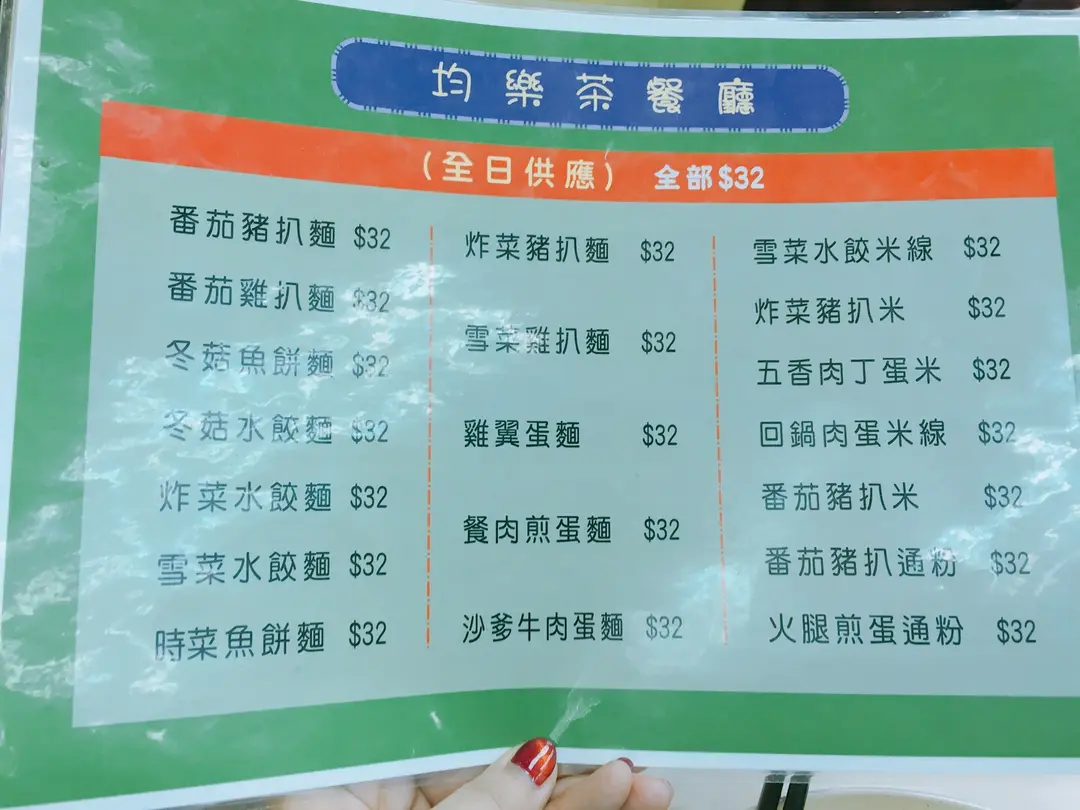 均樂茶餐廳
(全日供應) 全部$32
番茄豬扒麵 $32
番茄雞扒麵 $32
冬菇魚餅麵 $32
冬菇水餃麵 $32
炸菜水餃麵 $32
雪菜水餃麵 $32
時菜魚餅麵 $32
炸菜豬扒麵 $32
雪菜雞扒麵 $32
雞翼蛋麵 $32
餐肉煎蛋麵 $32
沙爹牛肉蛋麵 $32
雪菜水餃米線 $32
炸菜豬扒米 $32
五香肉丁蛋米 $32
回鍋肉蛋米線 $32
番茄豬扒米 $32
番茄豬扒通粉 $32
火腿煎蛋通粉 $32